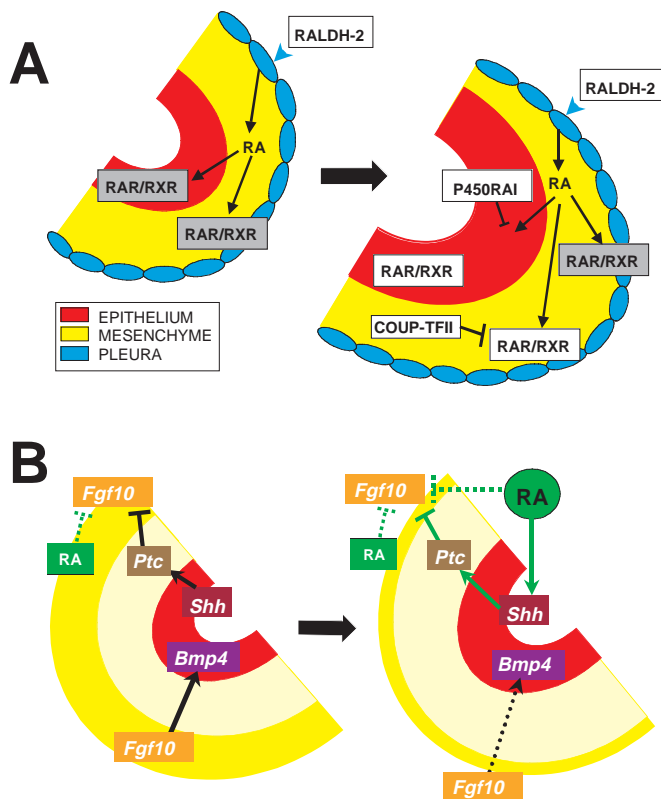 A
RALDH-2
RA
RAR/RXR
RAR/RXR
EPITHELIUM
MESENCHYME
PLEURA
RALDH-2
P450RAI
RA
RAR/RXR
RAR/RXR
COUP-TFII
RAR/RXR
B
Fgf10
RA
Ptc
Shh
Bmp4
Fgf10
Fgf10
RA
RA
Ptc
Shh
Bmp4
Fgf10